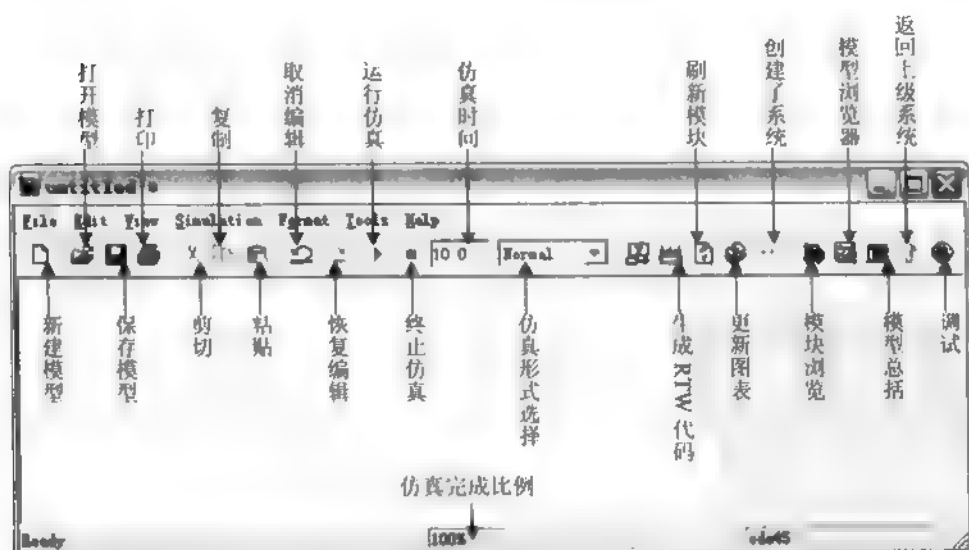 打开模型
打印
复制
取消编辑
运行仿真
仿真时间
刷新模块
创建了系统
模型浏览器
返回上级系统
untitled
File Edit View Simulation Format Tools Help
10.0 Normal
新建模型
保存模型
剪切
粘贴
恢复编辑
终止仿真
仿真形式选择
生成 RTW 代码
更新图表
模块浏览
模型总括
调试
仿真完成比例
Ready 100% ode45